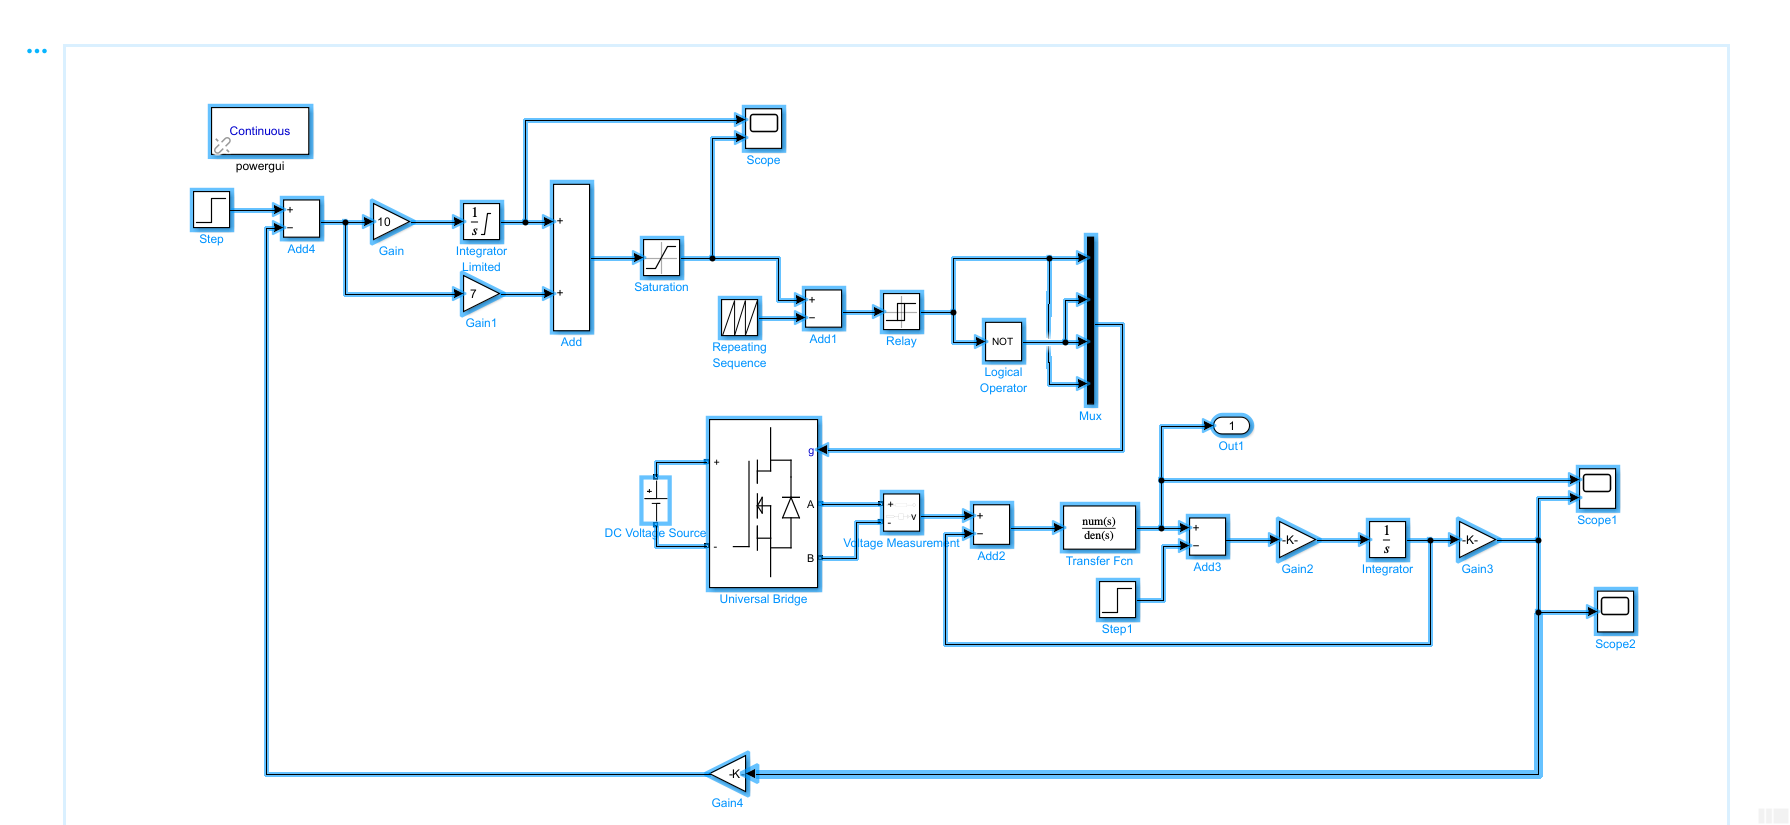 Continuous
powergui
Scope
Step
+
−
Add4
10
Gain
1
s
Integrator
Limited
7
Gain1
+
+
Add
Saturation
Repeating
Sequence
+
−
Add1
Relay
NOT
Logical
Operator
Mux
+
DC Voltage Source
+
-
g
A
B
Universal Bridge
+
-
v
Voltage Measurement
+
−
Add2
num(s)
den(s)
Transfer Fcn
1
Out1
+
−
Add3
Step1
-K-
Gain2
1
s
Integrator
-K-
Gain3
Scope1
Scope2
-K-
Gain4